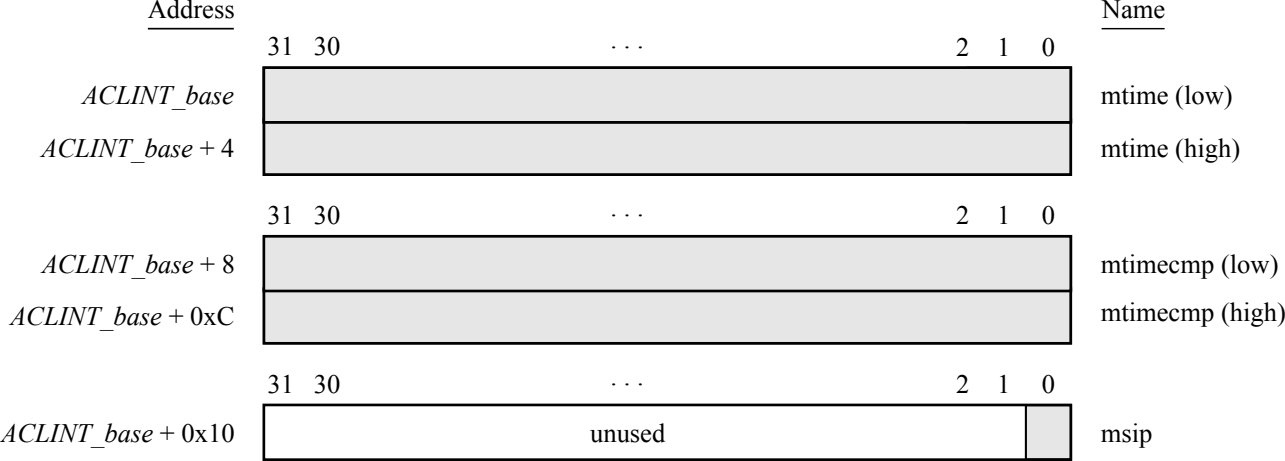 Address Name
31 30 · · · 2 1 0
ACLINT_base mtime (low)
ACLINT_base + 4 mtime (high)
31 30 · · · 2 1 0
ACLINT_base + 8 mtimecmp (low)
ACLINT_base + 0xC mtimecmp (high)
31 30 · · · 2 1 0
ACLINT_base + 0x10 unused msip